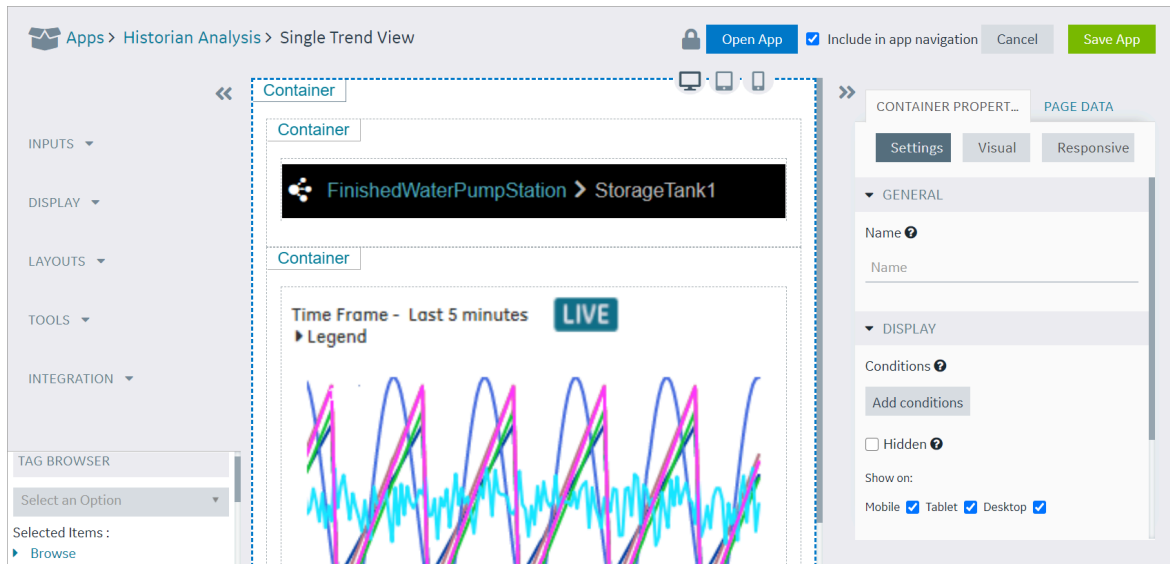 Apps > Historian Analysis > Single Trend View
Open App
Include in app navigation
Cancel
Save App
INPUTS
DISPLAY
LAYOUTS
TOOLS
INTEGRATION
TAG BROWSER
Select an Option
Selected Items :
Browse
Container
Container
FinishedWaterPumpStation > StorageTank1
Container
Time Frame - Last 5 minutes LIVE
Legend
CONTAINER PROPERT... PAGE DATA
Settings Visual Responsive
GENERAL
Name
Name
DISPLAY
Conditions
Add conditions
Hidden
Show on:
Mobile Tablet Desktop